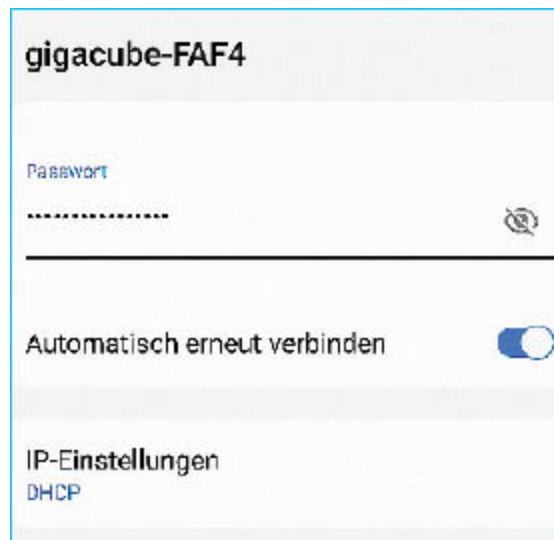 gigacube-FAF4
Passwort
••••••••••••••••
Automatisch erneut verbinden
IP-Einstellungen
DHCP